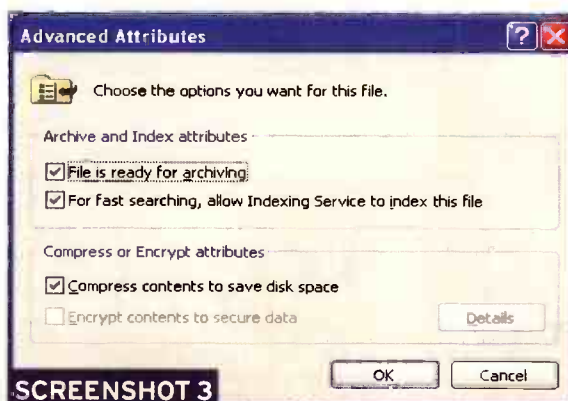 Advanced Attributes
Choose the options you want for this file.
Archive and Index attributes
File is ready for archiving
For fast searching, allow Indexing Service to index this file
Compress or Encrypt attributes
Compress contents to save disk space
Encrypt contents to secure data
Details
OK
Cancel
SCREENSHOT 3